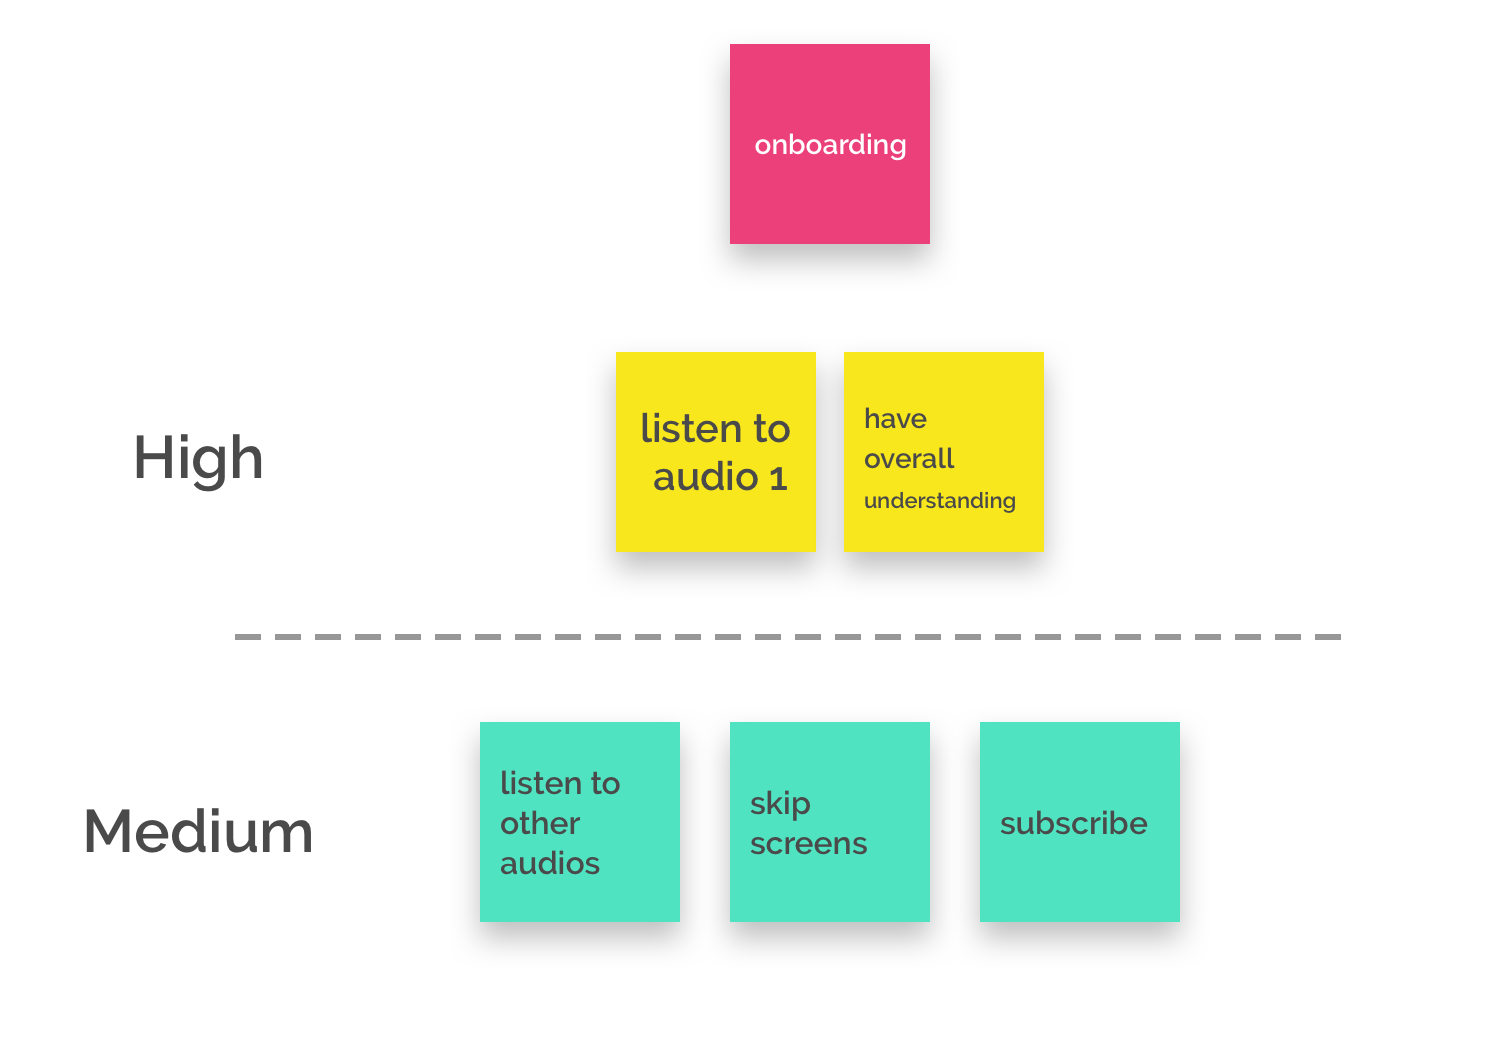 onboarding
High
listen to
audio 1
have
overall
understanding
Medium
listen to
other
audios
skip
screens
subscribe